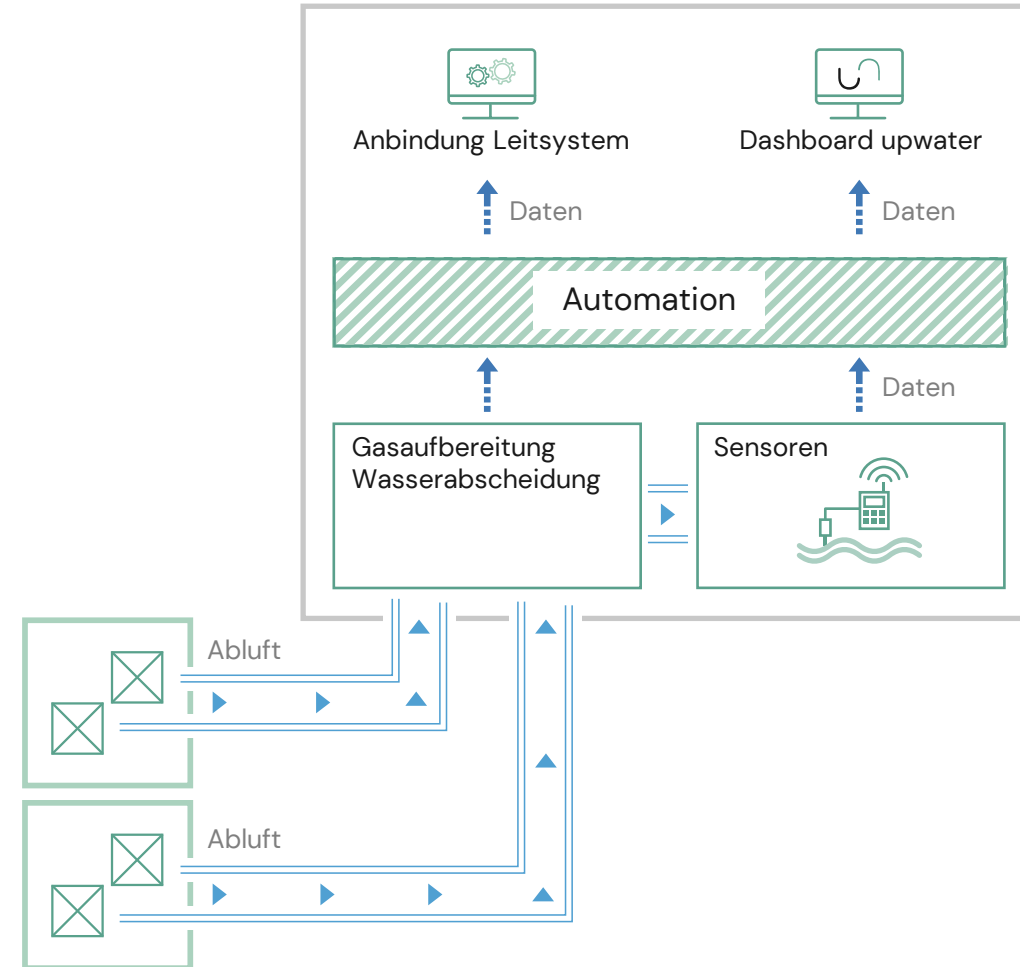 Anbindung Leitsystem
Dashboard upwater
Daten
Daten
Automation
Daten
Gasaufbereitung
Wasserabscheidung
Sensoren
Abluft
Abluft